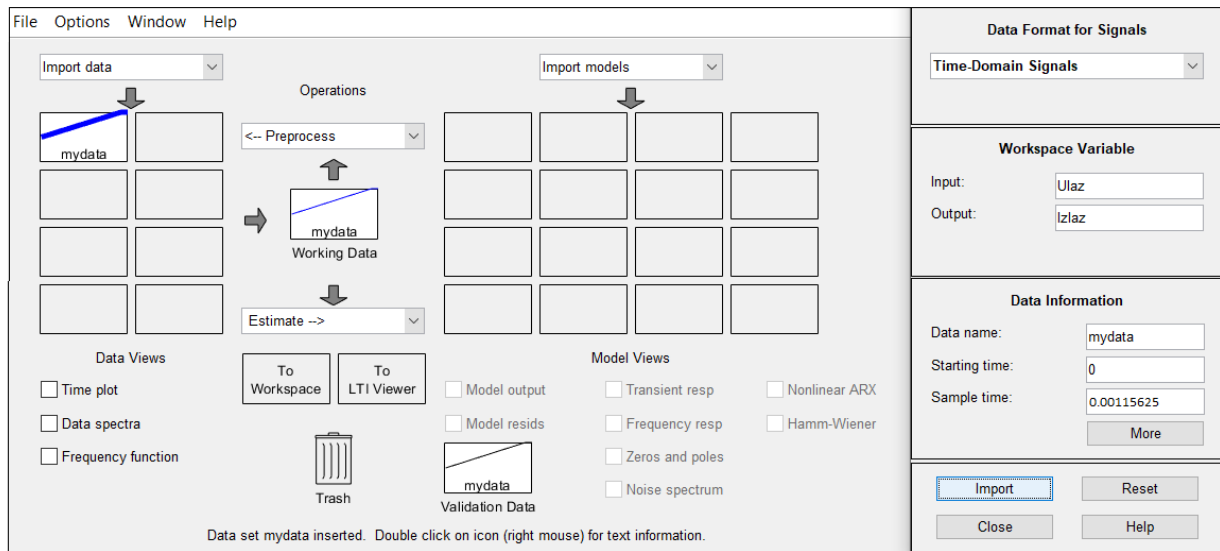 File Options Window Help
Import data
Operations
Import models
mydata
<-- Preprocess
mydata
Working Data
Estimate -->
Data Views
To
Workspace
To
LTI Viewer
Model Views
Time plot
Data spectra
Frequency function
Trash
Model output
Transient resp
Nonlinear ARX
Model resids
Frequency resp
Hamm-Wiener
Zeros and poles
Noise spectrum
mydata
Validation Data
Data set mydata inserted. Double click on icon (right mouse) for text information.
Data Format for Signals
Time-Domain Signals
Workspace Variable
Input: Ulaz
Output: Izlaz
Data Information
Data name: mydata
Starting time: 0
Sample time: 0.00115625
More
Import Reset
Close Help